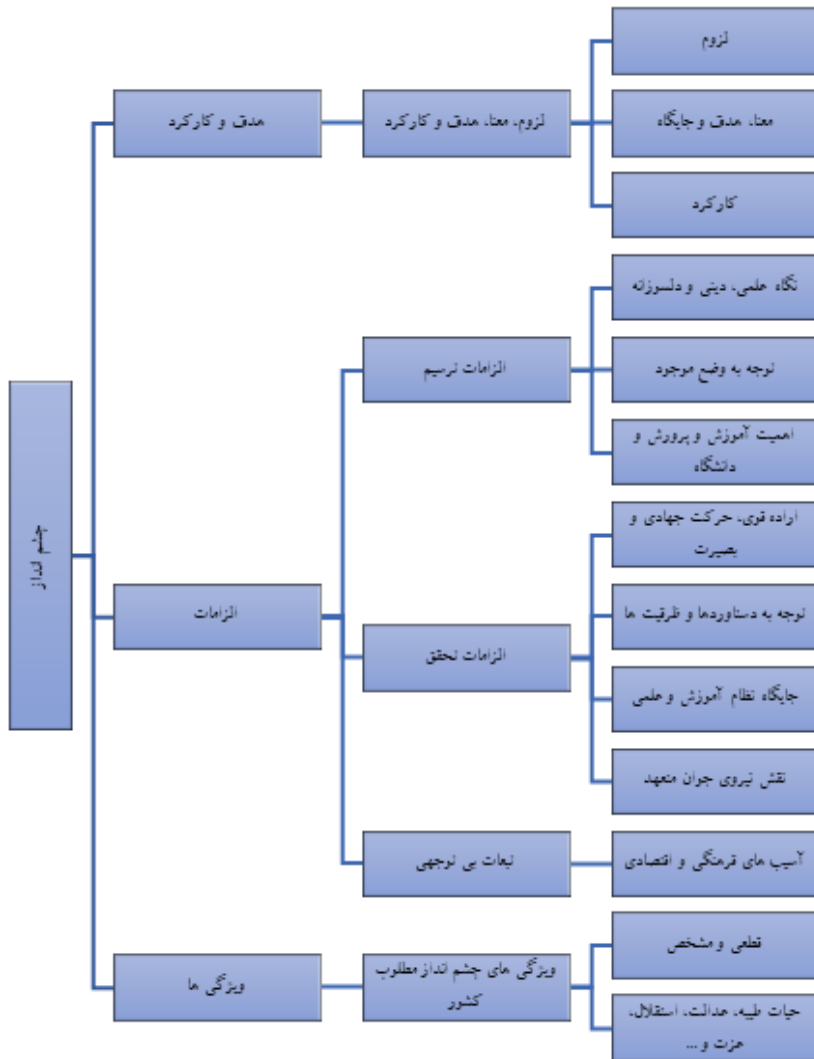 چشم انداز
هدف و کارکرد
لزوم، معنا، هدف و کارکرد
لزوم
معنا، هدف و جایگاه
کارکرد
الزامات
الزامات ترسیم
نگاه علمی، دینی و دلسوزانه
توجه به وضع موجود
اهمیت آموزش و پرورش و
دانشگاه
الزامات تحقق
اراده قوی، حرکت جهادی و
بصیرت
توجه به دستاوردها و ظرفیت ها
جایگاه نظام آموزش و علمی
نقش نیروی جوان متعهد
تبعات بی توجهی
آسیب های فرهنگی و اقتصادی
ویژگی ها
ویژگی های چشم انداز مطلوب
کشور
قطعی و مشخص
حیات طیبه، عدالت، استقلال،
عزت و ...